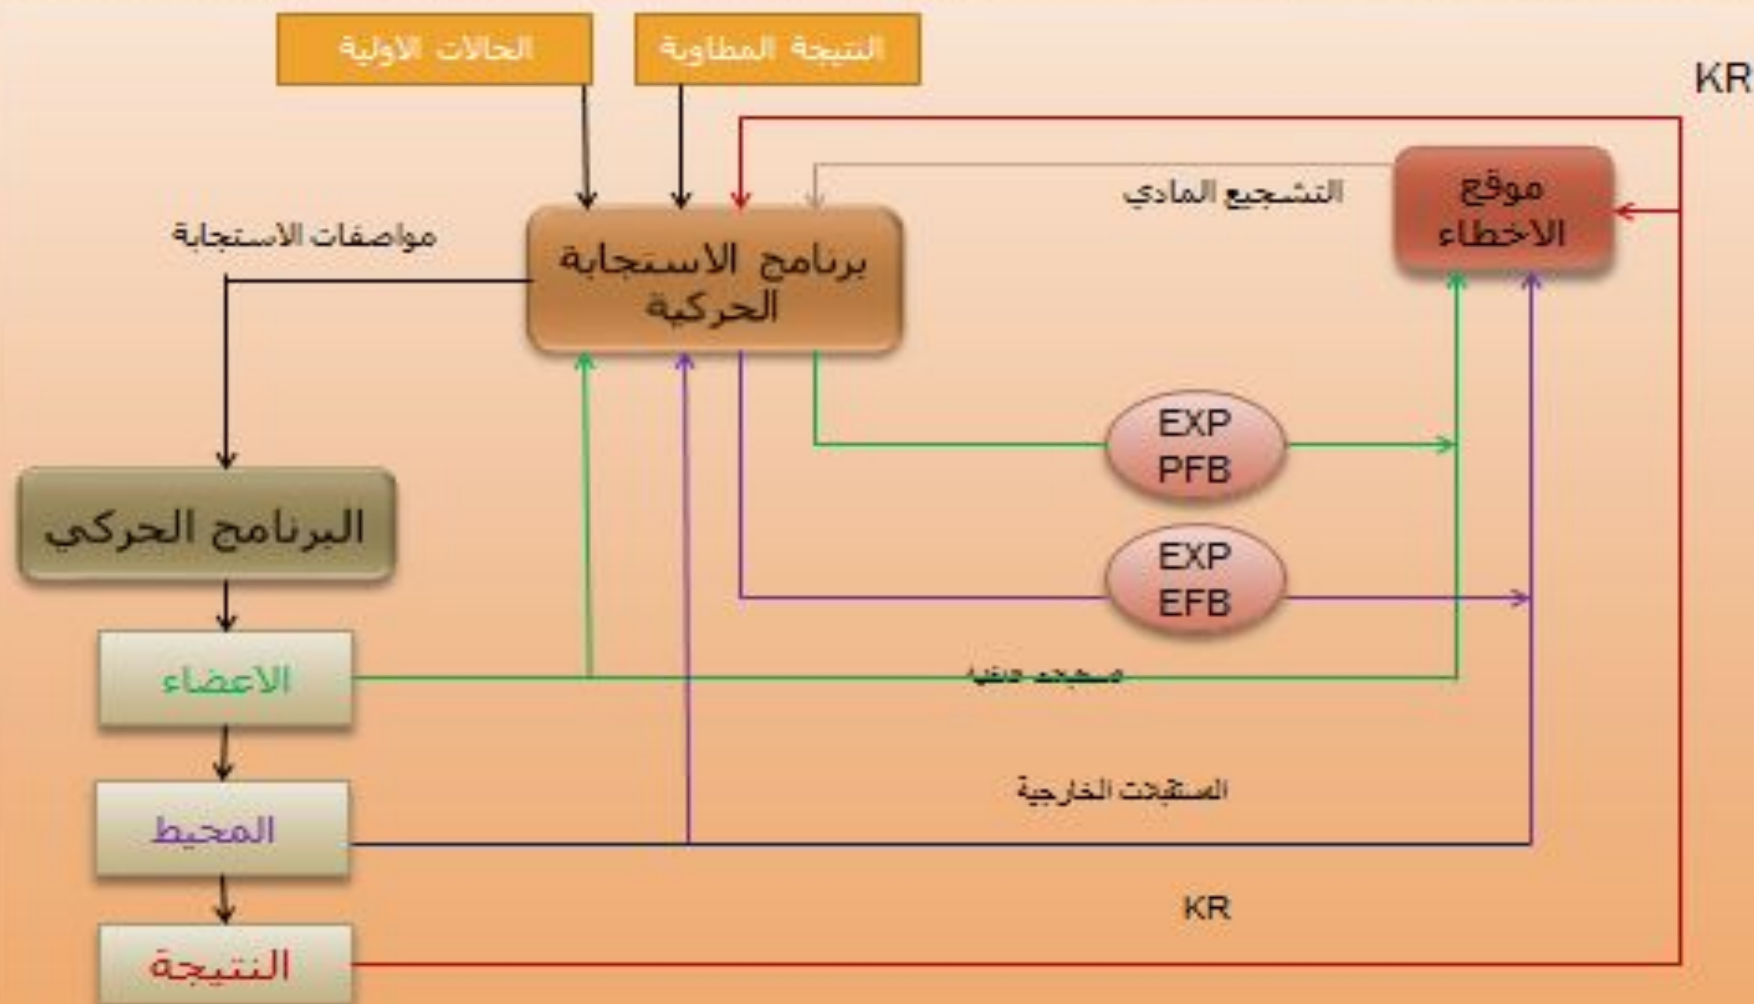 الحالات الاولية
النتيجة المطاوبة
KR
موقع
الاخطاء
التشجيع المادي
مواصفات الاستجابة
برنامج الاستجابة
الحركية
EXP
PFB
البرنامج الحركي
EXP
EFB
الاعضاء
المستقبلات الخارجية
المحيط
KR
النتيجة